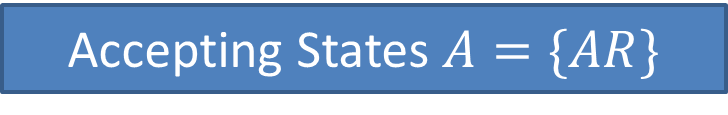 Accepting States A = {AR}